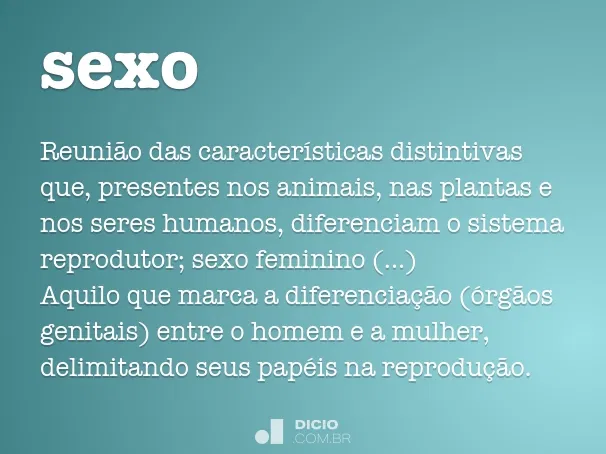 sexo
Reunião das características distintivas
que, presentes nos animais, nas plantas e
nos seres humanos, diferenciam o sistema
reprodutor; sexo feminino (...)
Aquilo que marca a diferenciação (órgãos
genitais) entre o homem e a mulher,
delimitando seus papéis na reprodução.
DICIO
.COM.BR